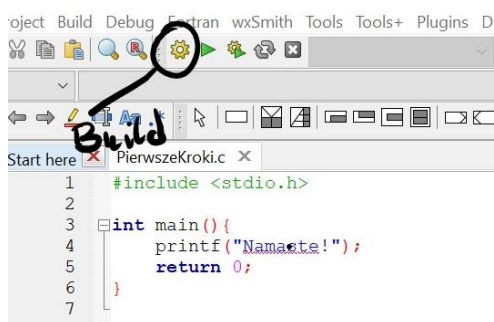 roject Build Debug Fortran wxSmith Tools Tools+ Plugins D
Build
Start here PierwszeKroki.c
1 #include <stdio.h>
2
3 int main(){
4 printf("Namaste!");
5 return 0;
6 }
7